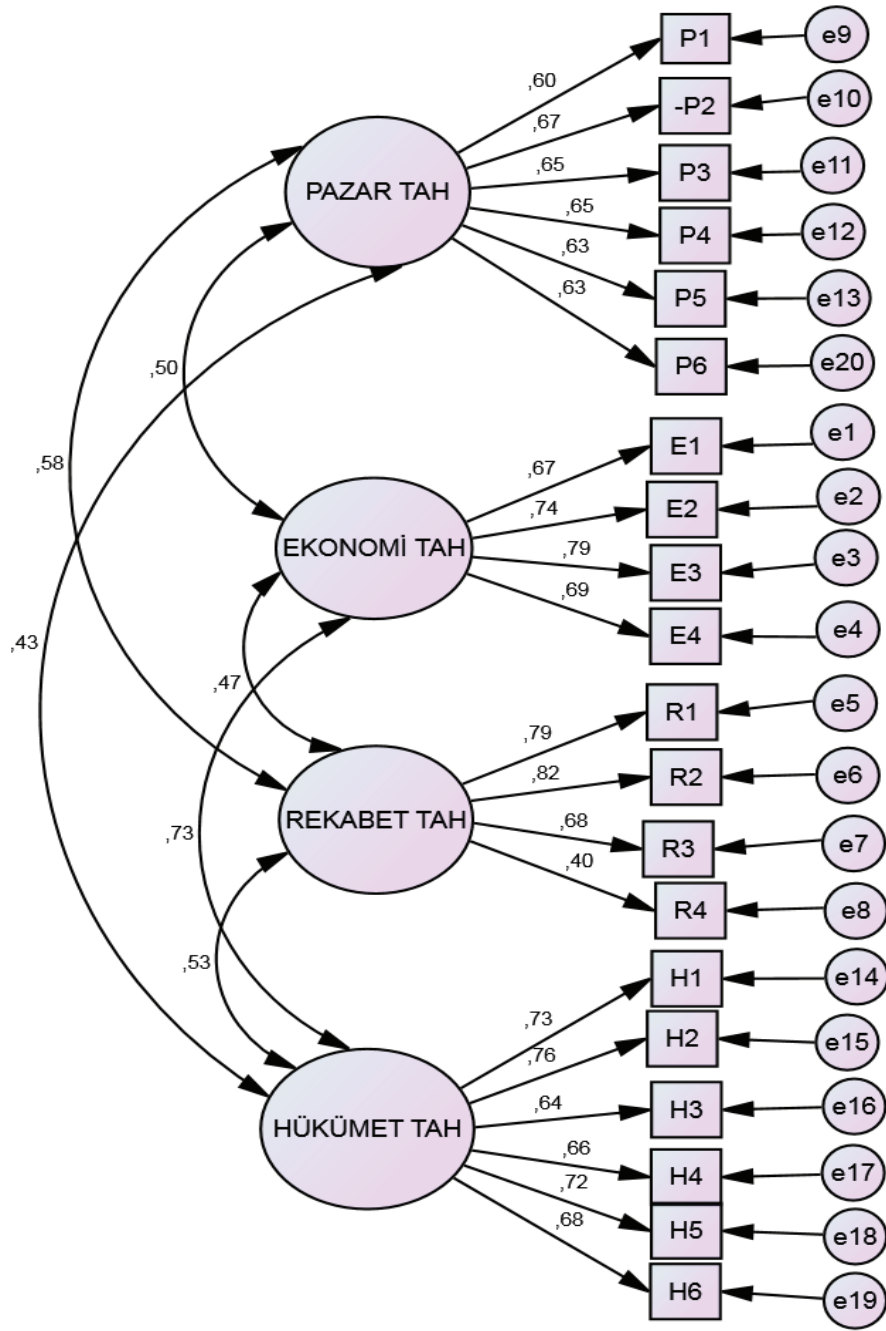 P1
e9
,60
-P2
e10
,67
P3
e11
,65
PAZAR TAH
P4
e12
,65
P5
e13
,63
P6
e20
,63
,50
,58
E1
e1
,67
E2
e2
,74
EKONOMİ TAH
E3
e3
,79
E4
e4
,69
,43
,47
R1
e5
,79
R2
e6
,82
REKABET TAH
R3
e7
,68
R4
e8
,40
,73
,53
H1
e14
,73
H2
e15
,76
H3
e16
,64
HÜKÜMET TAH
H4
e17
,66
H5
e18
,72
H6
e19
,68